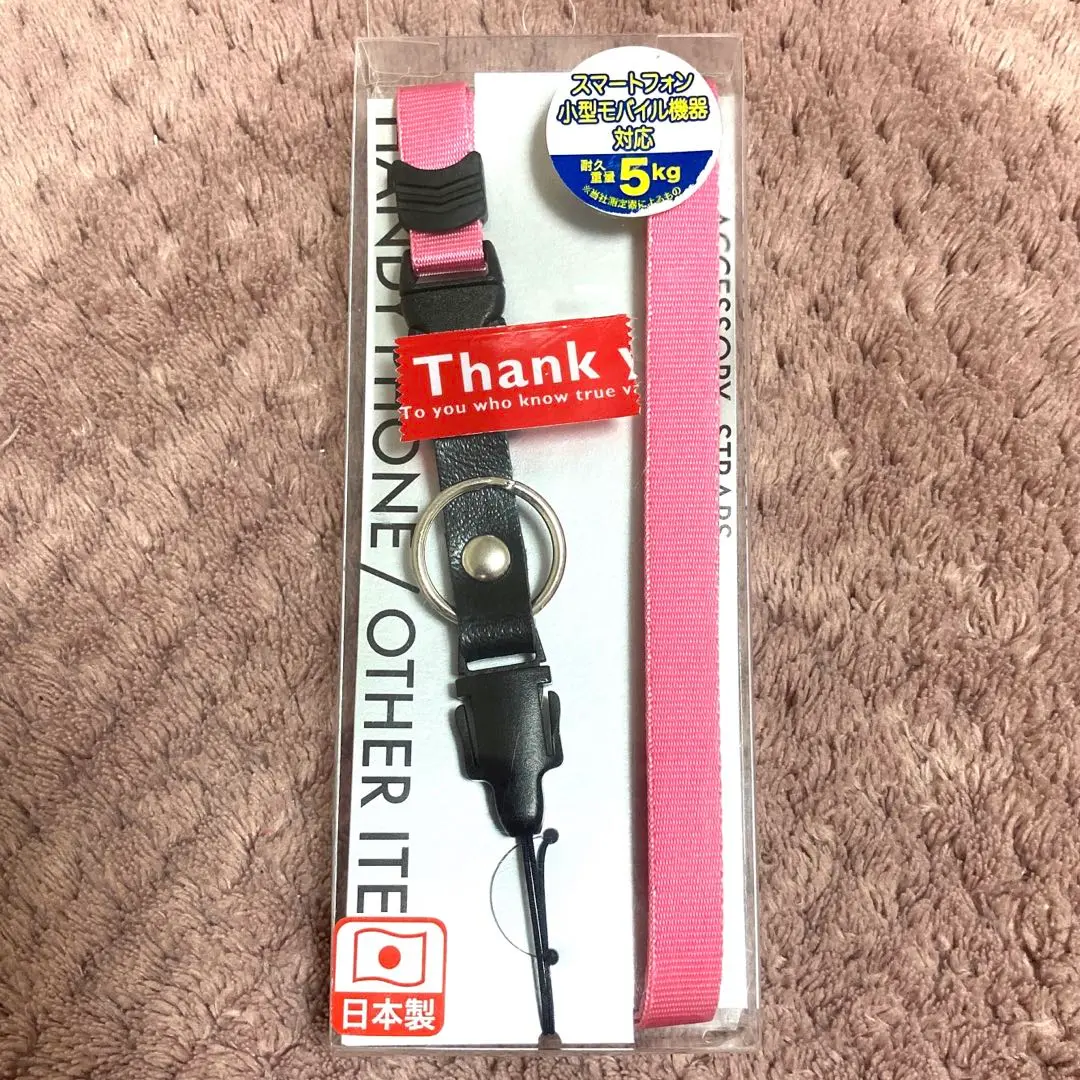 スマートフォン
小型モバイル機器
対応
耐久
重量 5kg
※当社測定器によるもの
HANDY PHONE / OTHER ITE
ACCESSORY STRAPS
Thank
To you who know true va
日本製